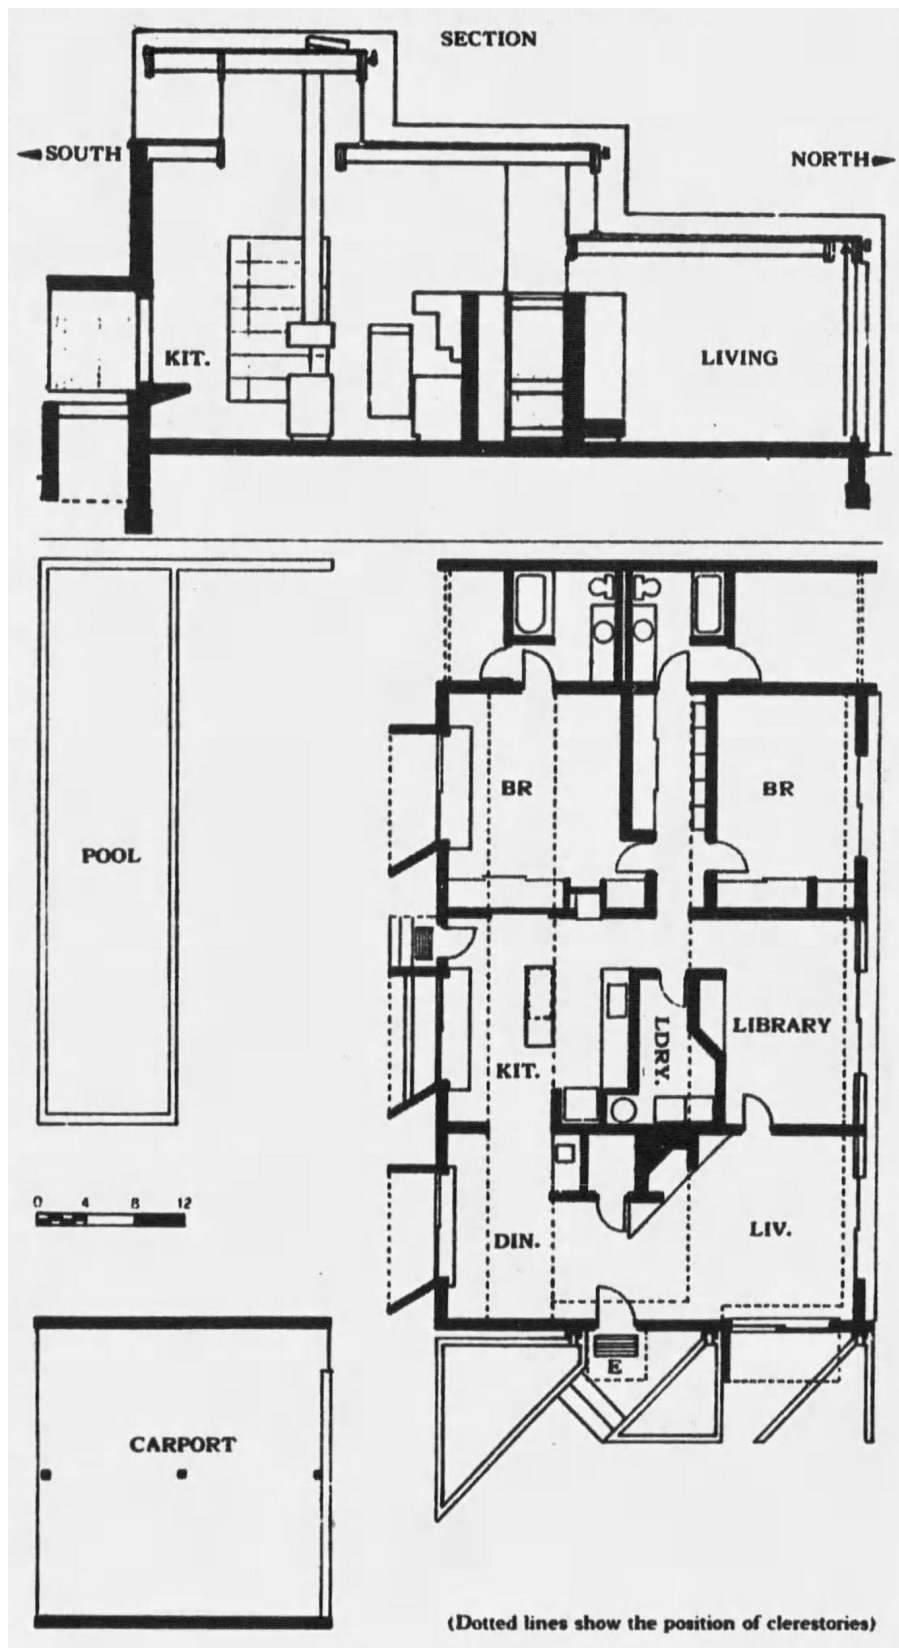 SECTION
SOUTH
NORTH
KIT.
LIVING
BR
BR
POOL
LIBRARY
LDRY.
KIT.
0 4 8 12
DIN.
LIV.
E
CARPORT
(Dotted lines show the position of clerestories)